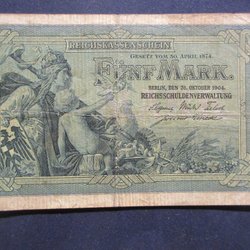 REICHSKASSENSCHEIN
GESETZ VOM 30. APRIL 1874.
FÜNF MARK.
BERLIN, DEN 31. OKTOBER 1904.
REICHSSCHULDENVERWALTUNG